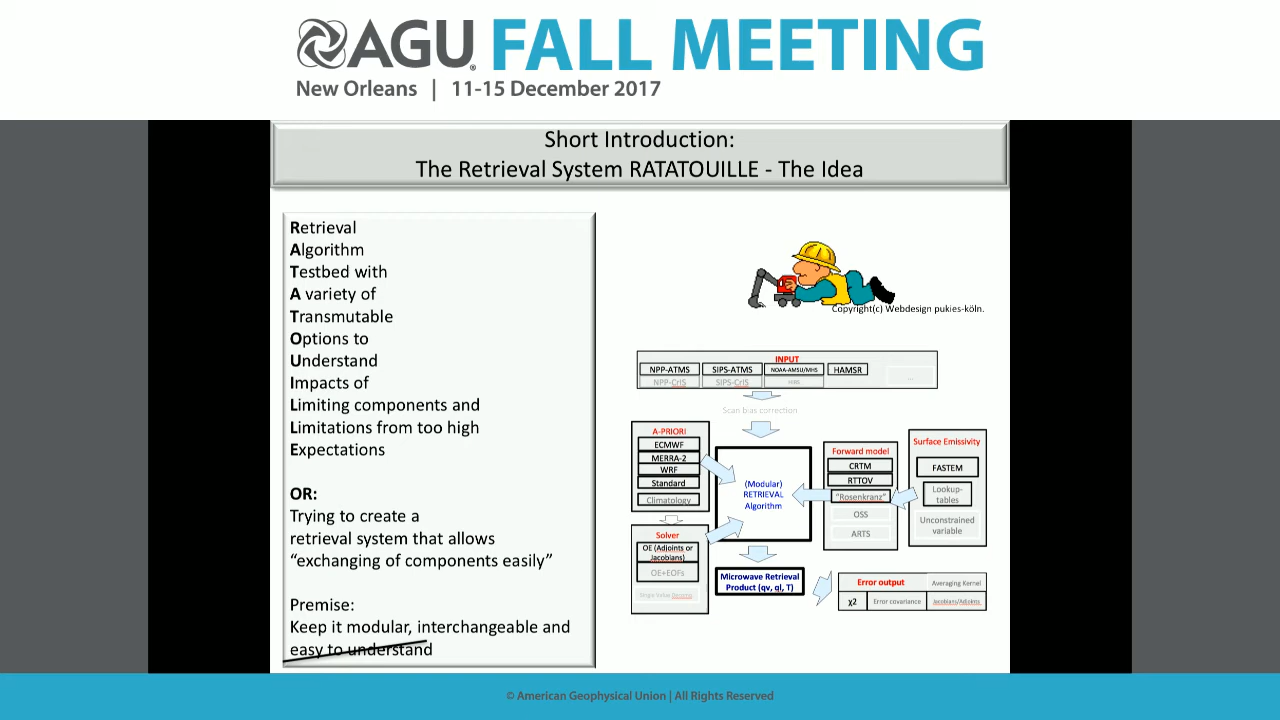 AGU FALL MEETING
New Orleans | 11-15 December 2017
Short Introduction:
The Retrieval System RATATOUILLE - The Idea
Retrieval
Algorithm
Testbed with
A variety of
Transmutable
Options to
Understand
Impacts of
Limiting components and
Limitations from too high
Expectations
OR:
Trying to create a
retrieval system that allows
“exchanging of components easily”
Premise:
Keep it modular, interchangeable and
easy to understand
Copyright(c) Webdesign pukies-köln.
INPUT
NPP-ATMS SIPS-ATMS NOAA-AMSU/MHS HAMSR
NPP-CrIS SIPS-CrIS HIRS ...
Scan bias correction
A-PRIORI
ECMWF
MERRA-2
WRF
Standard
Climatology
Solver
OE (Adjoints or
Jacobians)
OE+EOFs
Single Value
(Modular)
RETRIEVAL
Algorithm
Microwave Retrieval
Product (qv, ql, T)
Forward model
CRTM
RTTOV
“Rosenkranz”
OSS
ARTS
Surface Emissivity
FASTEM
Lookup-
tables
Unconstrained
variable
Error output Averaging Kernel
χ2 Error covariance Jacobians/Adjoints
© American Geophysical Union | All Rights Reserved